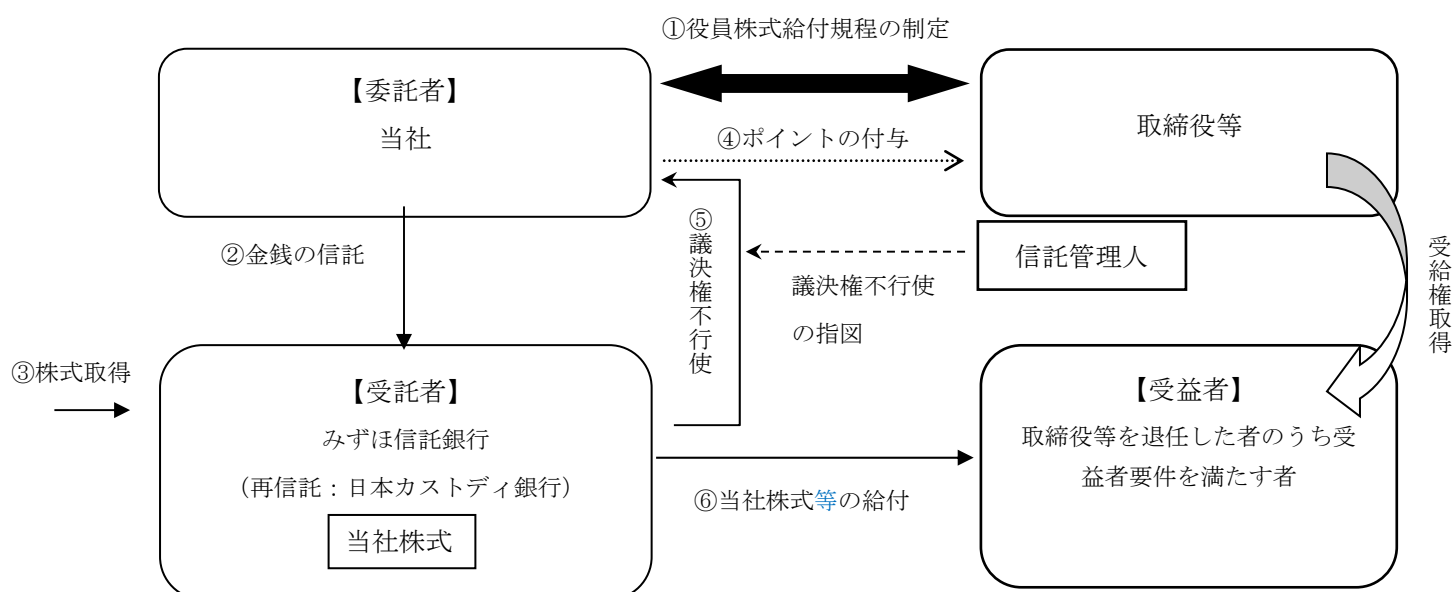 ①役員株式給付規程の制定
【委託者】
当社
取締役等
④ポイントの付与
②金銭の信託
⑤議決権不行使
信託管理人
議決権不行使
の指図
受給権取得
③株式取得
【受託者】
みずほ信託銀行
（再信託：日本カストディ銀行）
当社株式
【受益者】
取締役等を退任した者のうち受
益者要件を満たす者
⑥当社株式等の給付